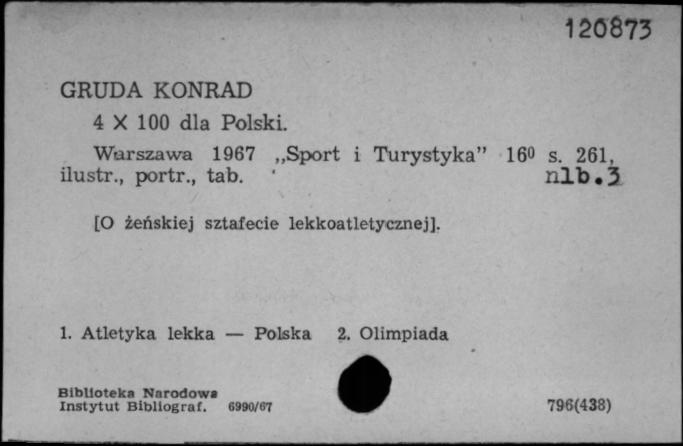 120873
GRUDA KONRAD
4 X 100 dla Polski.
Warszawa 1967 „Sport i Turystyka” 16⁰ s. 261,
ilustr., portr., tab. nlb.3
[O żeńskiej sztafecie lekkoatletycznej].
1. Atletyka lekka — Polska 2. Olimpiada
Biblioteka Narodowa
Instytut Bibliograf. 6990/67 796(438)